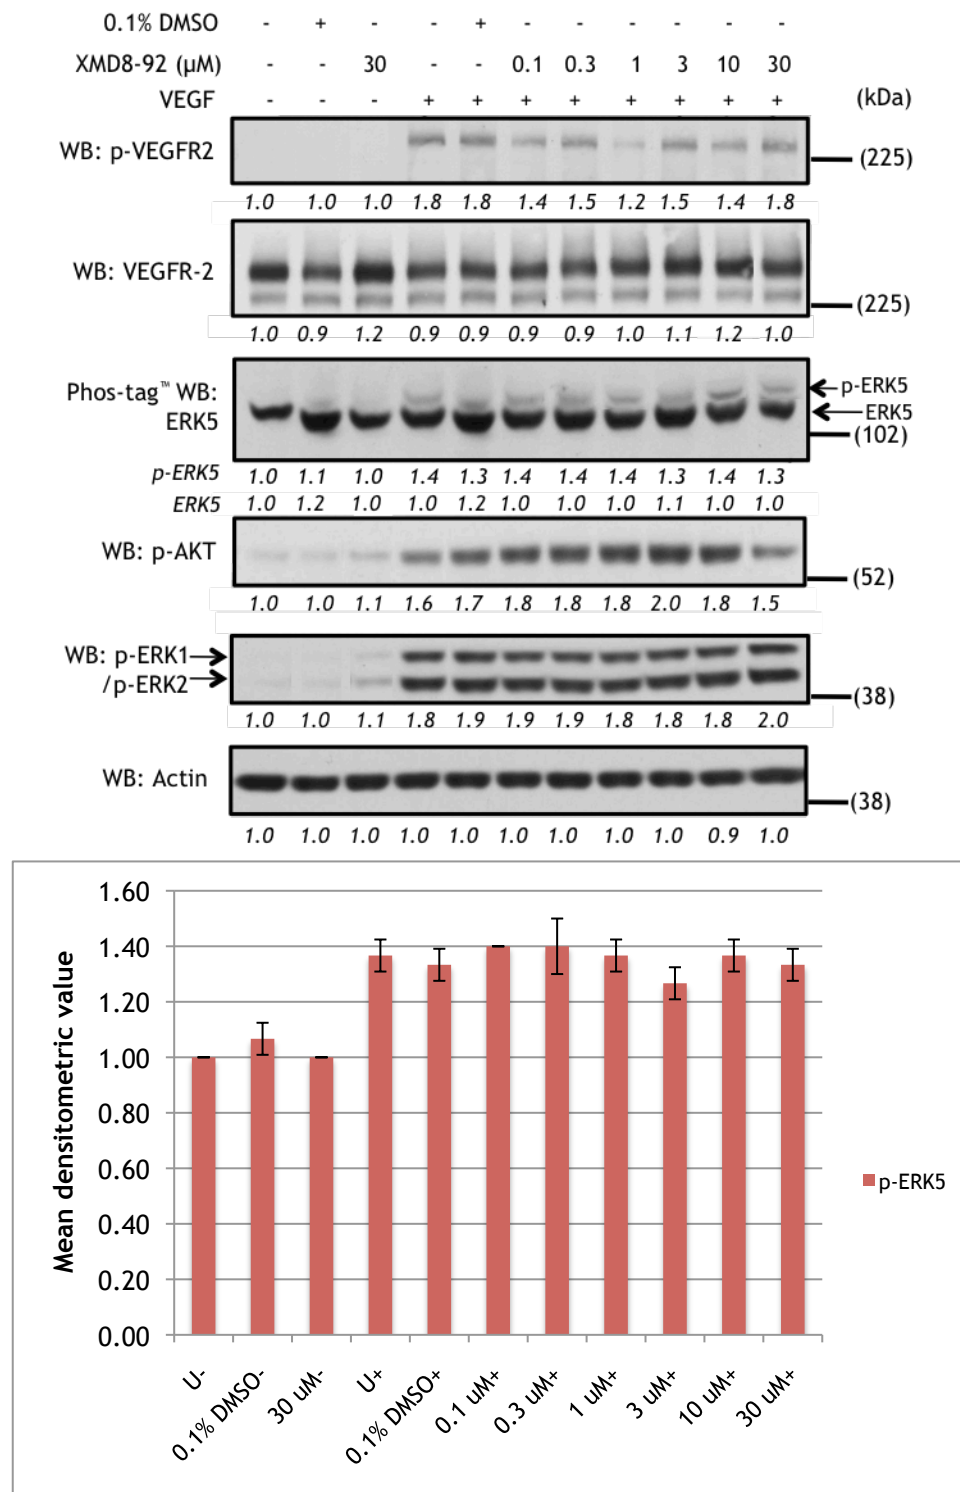 0.1% DMSO - + - - + - - - - - -
XMD8-92 (µM) - - 30 - - 0.1 0.3 1 3 10 30
VEGF - - - + + + + + + + + (kDa)
WB: p-VEGFR2 (225)
1.0 1.0 1.0 1.8 1.8 1.4 1.5 1.2 1.5 1.4 1.8
WB: VEGFR-2 (225)
1.0 0.9 1.2 0.9 0.9 0.9 0.9 1.0 1.1 1.2 1.0
Phos-tag™ WB: p-ERK5
ERK5 ERK5
(102)
p-ERK5 1.0 1.1 1.0 1.4 1.3 1.4 1.4 1.4 1.3 1.4 1.3
ERK5 1.0 1.2 1.0 1.0 1.2 1.0 1.0 1.0 1.1 1.0 1.0
WB: p-AKT (52)
1.0 1.0 1.1 1.6 1.7 1.8 1.8 1.8 2.0 1.8 1.5
WB: p-ERK1
/p-ERK2 (38)
1.0 1.0 1.1 1.8 1.9 1.9 1.9 1.8 1.8 1.8 2.0
WB: Actin (38)
1.0 1.0 1.0 1.0 1.0 1.0 1.0 1.0 1.0 0.9 1.0
Mean densitometric value
1.60
1.40
1.20
1.00
0.80
0.60
0.40
0.20
0.00
U- 0.1% DMSO- 30 uM- U+ 0.1% DMSO+ 0.1 uM+ 0.3 uM+ 1 uM+ 3 uM+ 10 uM+ 30 uM+
p-ERK5